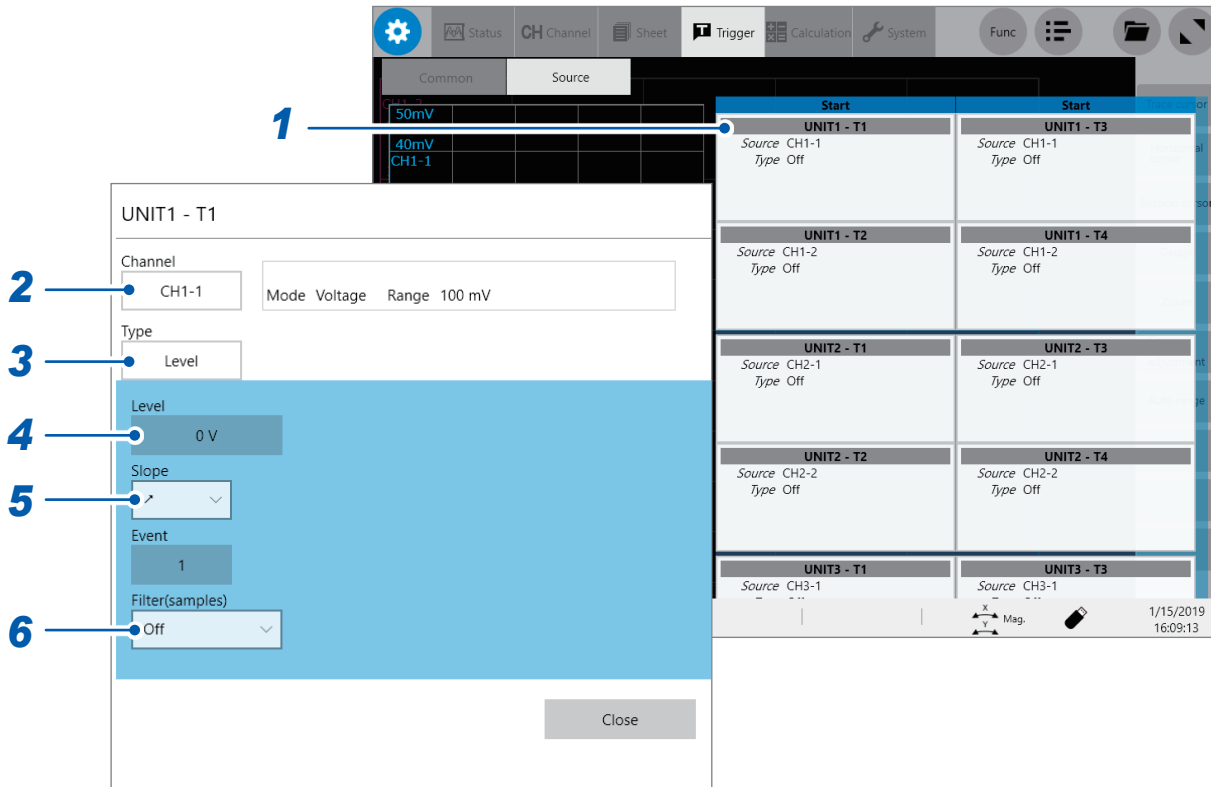 Status
CH Channel
Sheet
Trigger
Calculation
System
Func
Common
Source
CH1-2
50mV
40mV
CH1-1
1
Start
Start
UNIT1 - T1
Source CH1-1
Type Off
UNIT1 - T3
Source CH1-1
Type Off
UNIT1 - T2
Source CH1-2
Type Off
UNIT1 - T4
Source CH1-2
Type Off
UNIT2 - T1
Source CH2-1
Type Off
UNIT2 - T3
Source CH2-1
Type Off
UNIT2 - T2
Source CH2-2
Type Off
UNIT2 - T4
Source CH2-2
Type Off
UNIT3 - T1
Source CH3-1
UNIT3 - T3
Source CH3-1
Trace cursor
X
Y
Mag.
1/15/2019
16:09:13
UNIT1 - T1
Channel
2
CH1-1
Mode Voltage Range 100 mV
Type
3
Level
Level
4
0 V
Slope
5
↗
Event
1
Filter(samples)
6
Off
Close